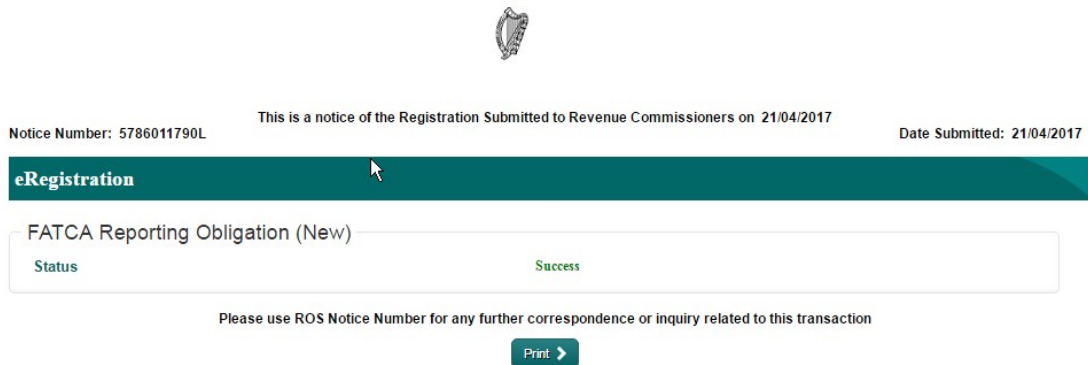 This is a notice of the Registration Submitted to Revenue Commissioners on 21/04/2017
Notice Number: 5786011790L
Date Submitted: 21/04/2017
eRegistration
FATCA Reporting Obligation (New)
Status Success
Please use ROS Notice Number for any further correspondence or inquiry related to this transaction
Print